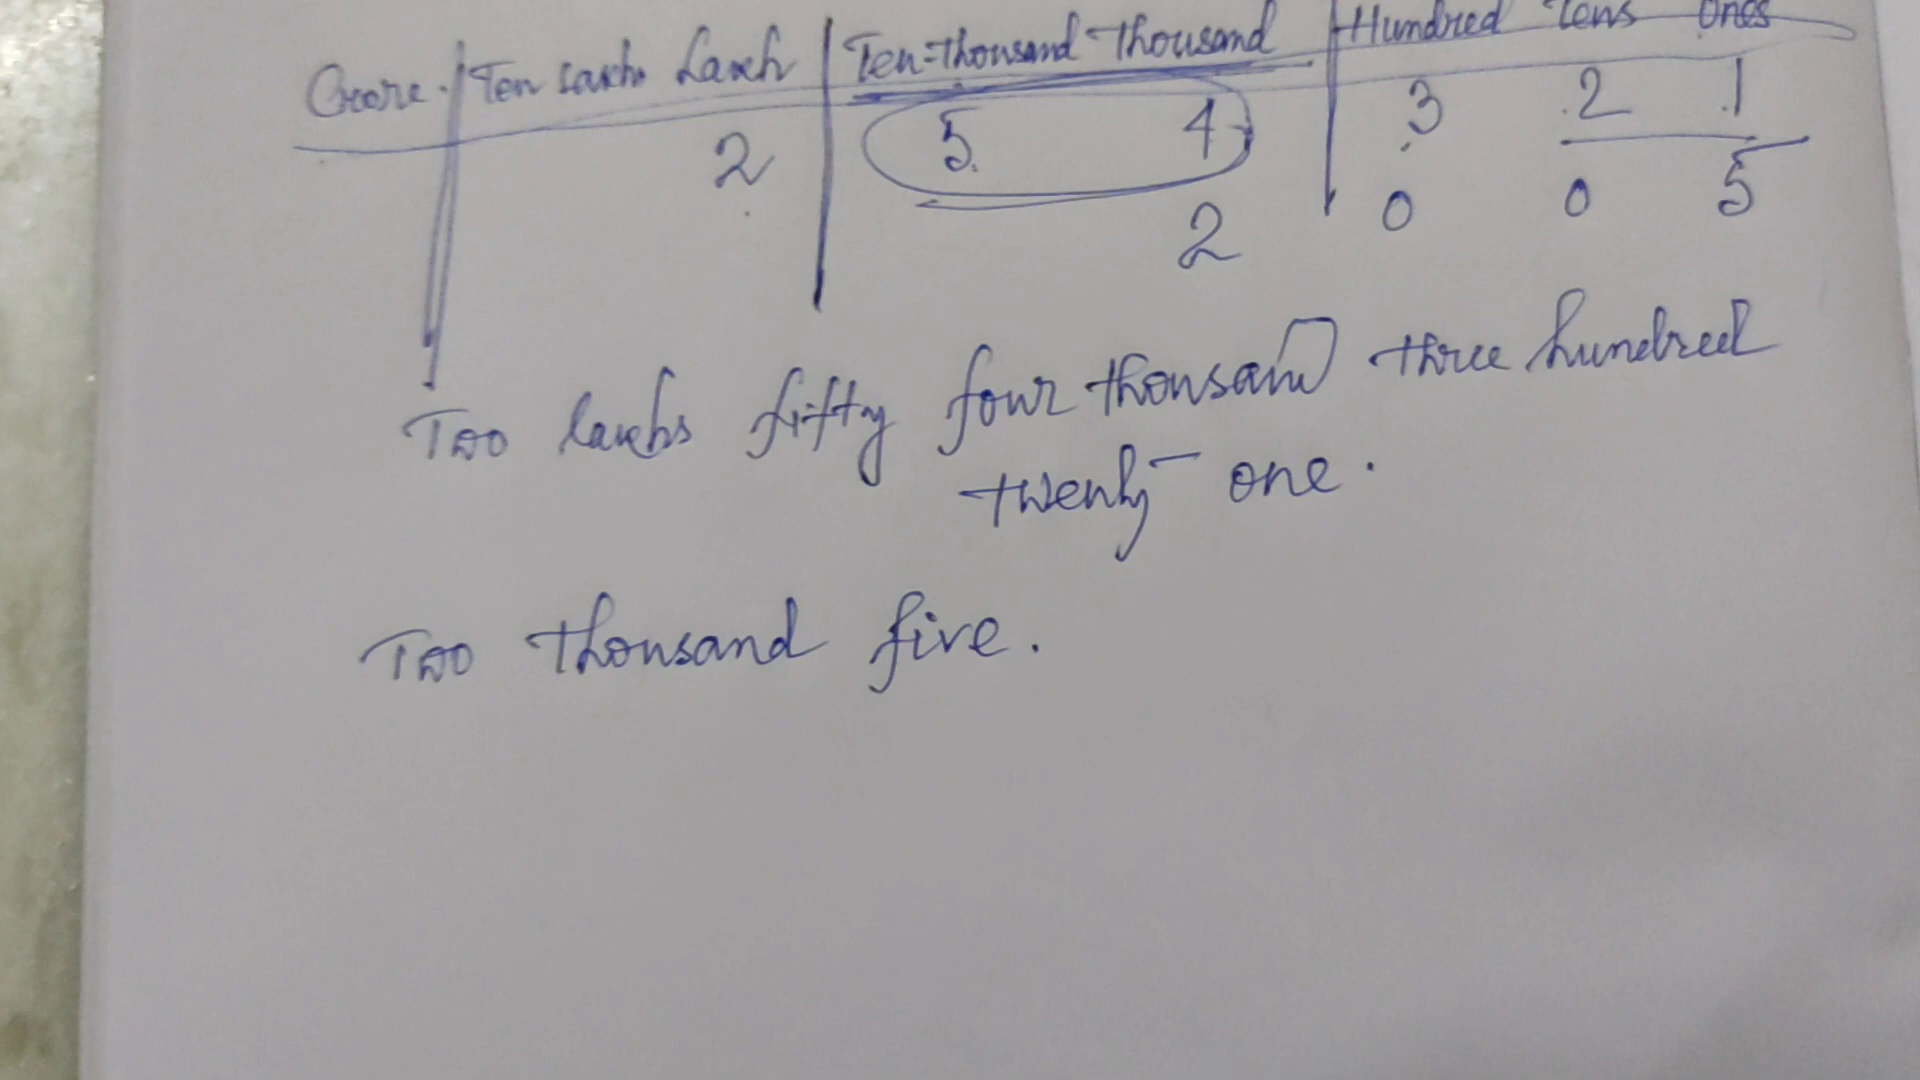 Crore. Ten Lakh Lakh Ten-thousand Thousand Hundred Tens Ones
2 5 4 3 2 1
2 0 0 5
Two lakhs fifty four thousand three hundred
twenty one.
Two thousand five.